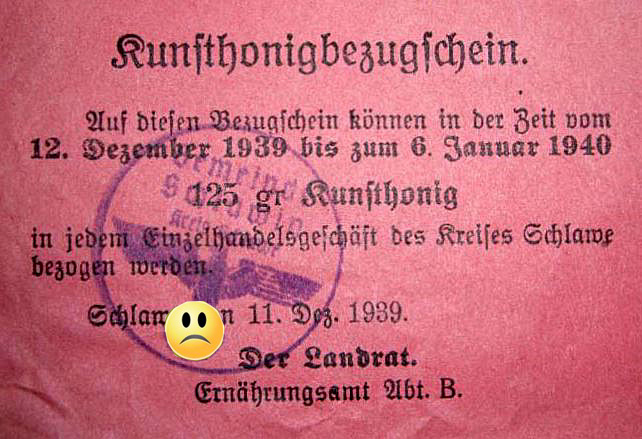 Kunsthonigbezugschein.
Auf diesen Bezugschein können in der Zeit vom
12. Dezember 1939 bis zum 6. Januar 1940
125 gr Kunsthonig
in jedem Einzelhandelsgeschäft des Kreises Schlawe
bezogen werden.
Schlaw n 11. Dez. 1939.
Der Landrat.
Ernährungsamt Abt. B.